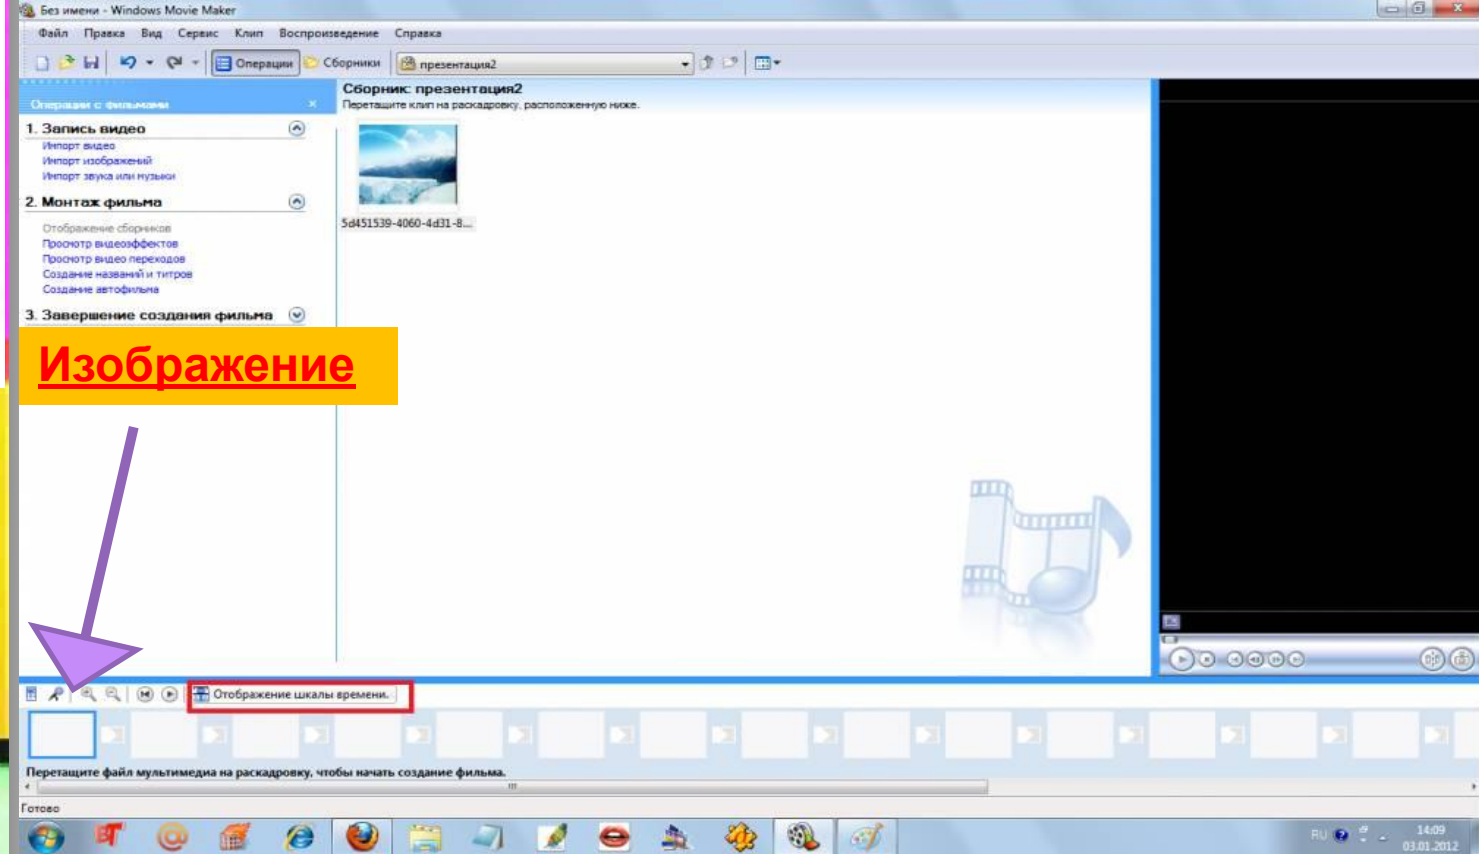 Без имени - Windows Movie Maker
Файл Правка Вид Сервис Клип Воспроизведение Справка
Операции Сборники презентация2
Операции с фильмами
Сборник: презентация2
Перетащите клип на раскадровку, расположенную ниже.
1. Запись видео
Импорт видео
Импорт изображений
Импорт звука или музыки
2. Монтаж фильма
Отображение сборников
Просмотр видеоэффектов
Просмотр видео переходов
Создание названий и титров
Создание автофильма
3. Завершение создания фильма
5d451539-4060-4d31-8...
Изображение
Отображение шкалы времени.
Перетащите файл мультимедиа на раскадровку, чтобы начать создание фильма.
Готово
RU
14:09
03.01.2012